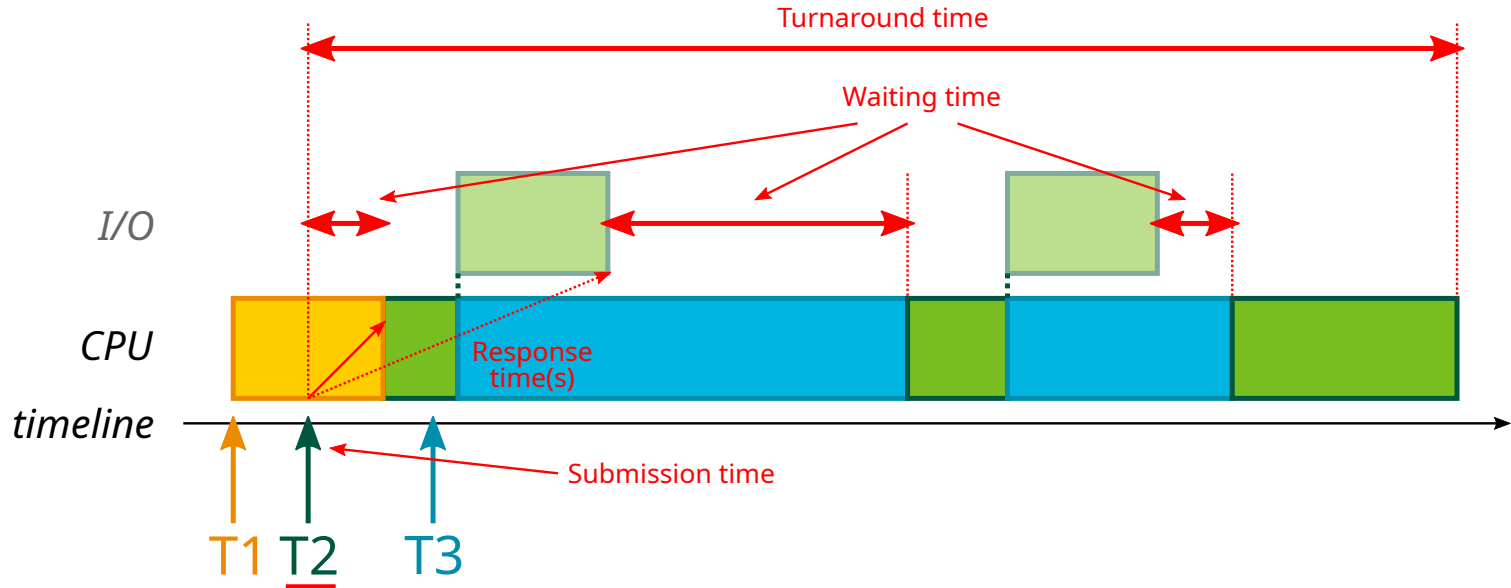 Turnaround time
Waiting time
I/O
CPU
Response
time(s)
timeline
Submission time
T1 T2 T3